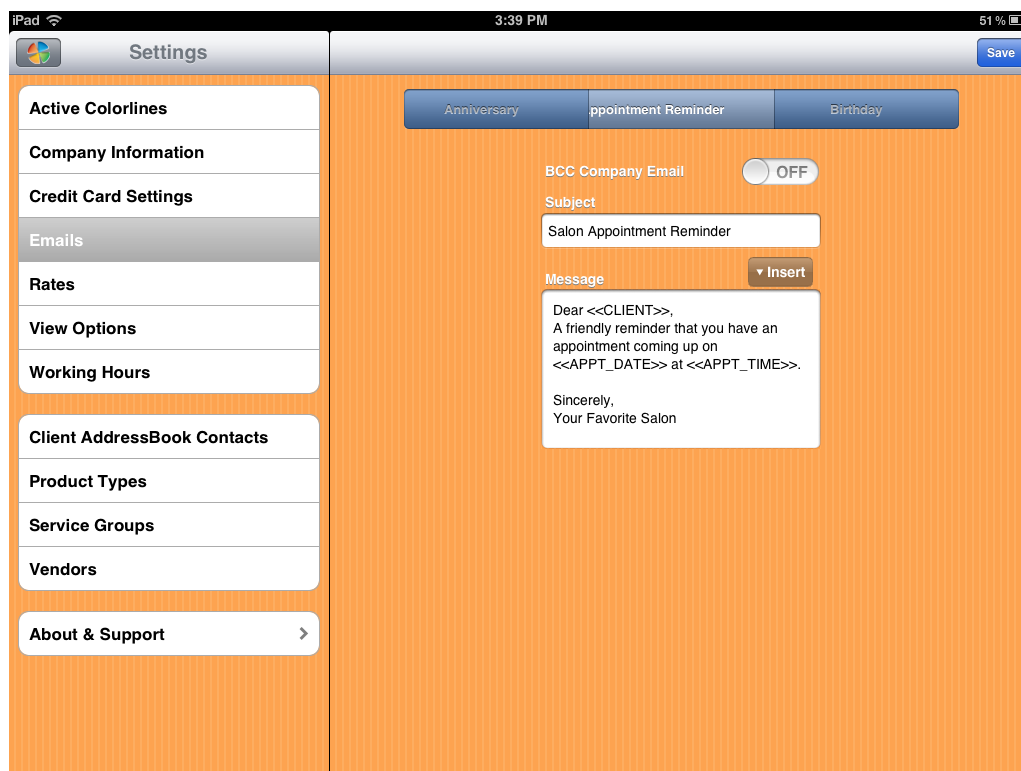 iPad 3:39 PM 51 %
Settings
Save
Active Colorlines
Company Information
Credit Card Settings
Emails
Rates
View Options
Working Hours
Client AddressBook Contacts
Product Types
Service Groups
Vendors
About & Support
Anniversary
ppointment Reminder
Birthday
BCC Company Email
OFF
Subject
Salon Appointment Reminder
Message
Insert
Dear <<CLIENT>>,
A friendly reminder that you have an
appointment coming up on
<<APPT_DATE>> at <<APPT_TIME>>.
Sincerely,
Your Favorite Salon